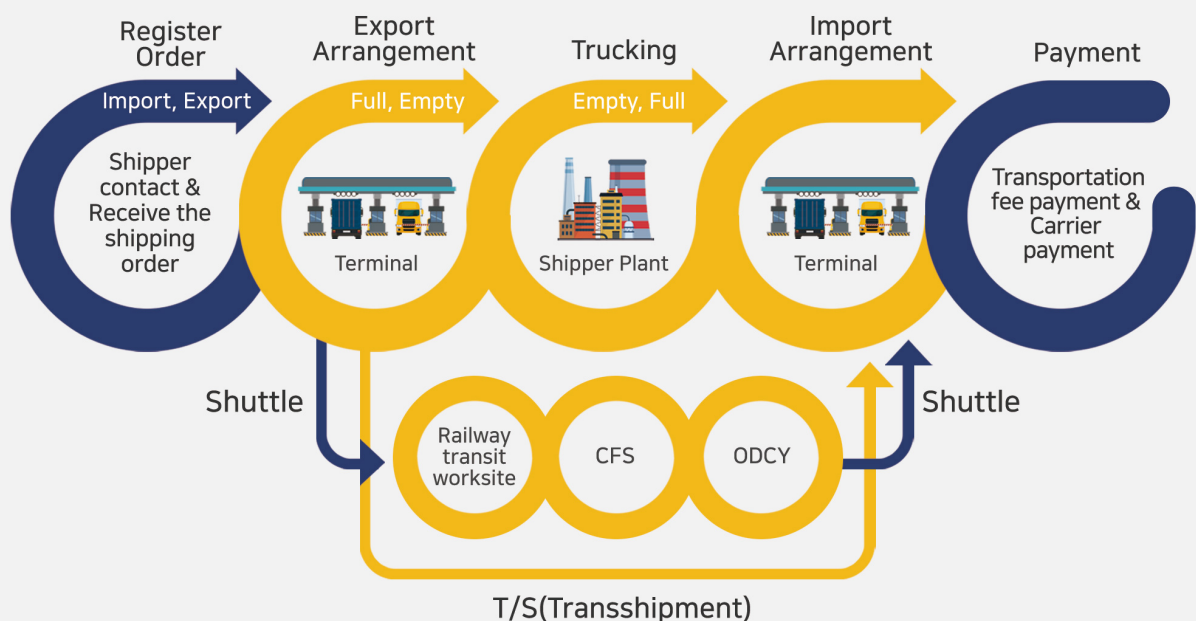 Register
Order
Import, Export
Shipper
contact &
Receive the
shipping
order
Export
Arrangement
Full, Empty
Terminal
Trucking
Empty, Full
Shipper Plant
Import
Arrangement
Terminal
Payment
Transportation
fee payment &
Carrier
payment
Shuttle
Railway
transit
worksite
CFS
ODCY
Shuttle
T/S(Transshipment)